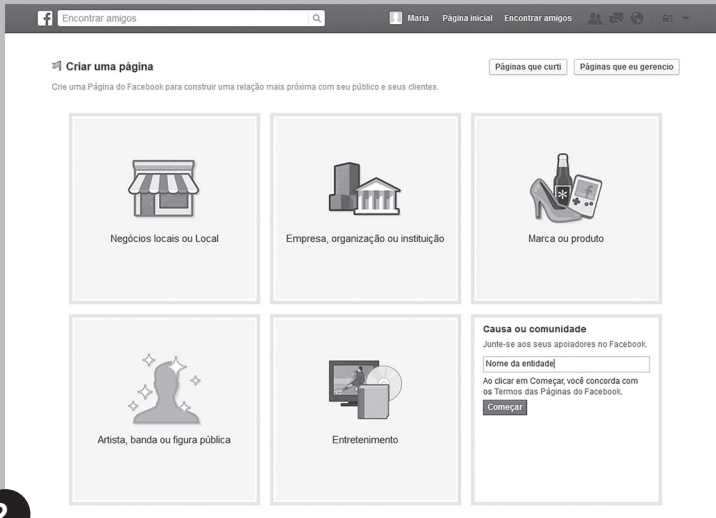 f Encontrar amigos Maria Página inicial Encontrar amigos
Criar uma página Páginas que curti Páginas que eu gerencio
Crie uma Página do Facebook para construir uma relação mais próxima com seu público e seus clientes.
Negócios locais ou Local
Empresa, organização ou instituição
Marca ou produto
f
Artista, banda ou figura pública
Entretenimento
Causa ou comunidade
Junte-se aos seus apoiadores no Facebook.
Nome da entidade
Ao clicar em Começar, você concorda com
os Termos das Páginas do Facebook.
Começar
2